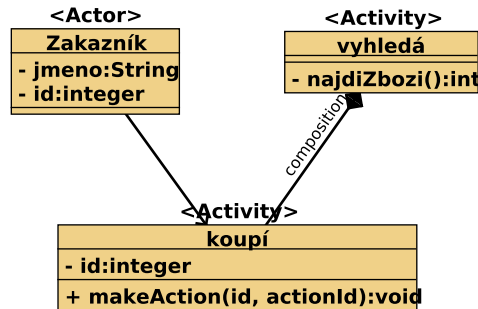 <Actor>
Zakazník
- jmeno:String
- id:integer
<Activity>
vyhledá
- najdiZbozi():int
composition
<Activity>
koupí
- id:integer
+ makeAction(id, actionId):void